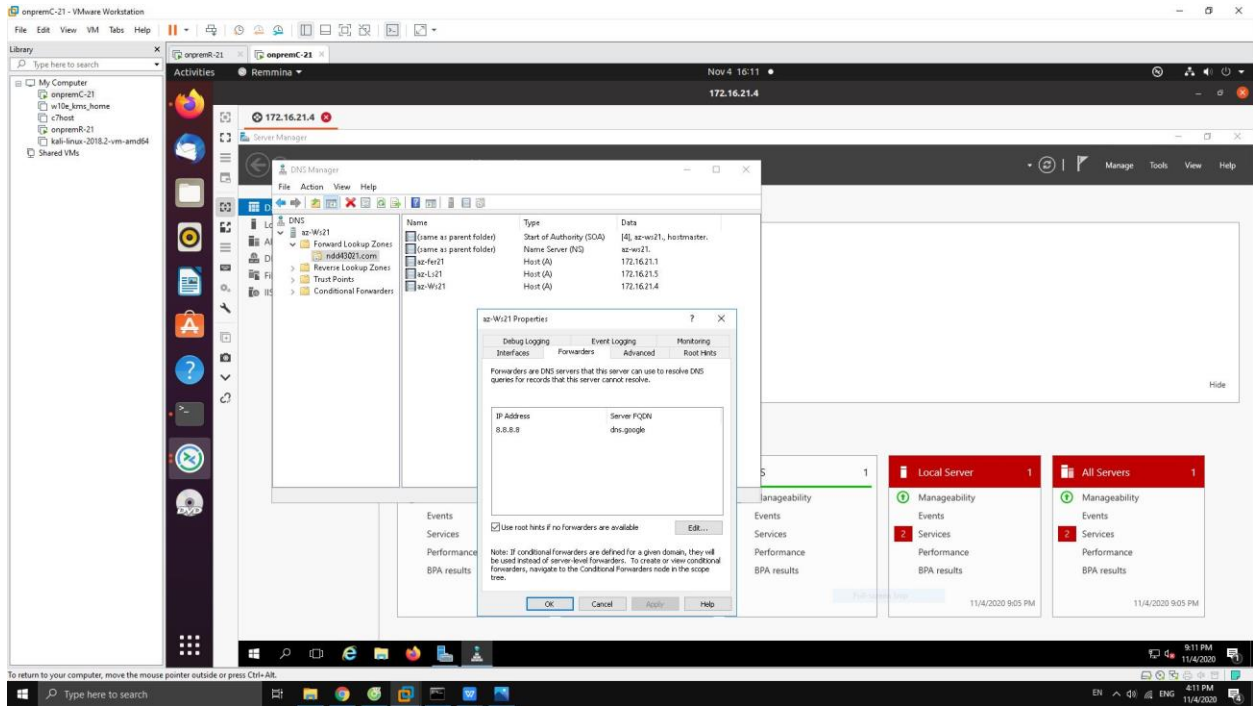 onpremC-21 - VMware Workstation
File Edit View VM Tabs Help
Library
Type here to search
My Computer
onpremC-21
w10e_kms_home
c7host
onpremR-21
kali-linux-2018.2-vm-amd64
Shared VMs
onpremR-21
onpremC-21
Activities
Remmina
Nov 4 16:11
172.16.21.4
172.16.21.4
Server Manager
Manage Tools View Help
DNS Manager
File Action View Help
DNS
az-Ws21
Forward Lookup Zones
ndd43021.com
Reverse Lookup Zones
Trust Points
Conditional Forwarders
Name Type Data
(same as parent folder) Start of Authority (SOA) [4], az-ws21., hostmaster.
(same as parent folder) Name Server (NS) az-ws21.
az-fer21 Host (A) 172.16.21.1
az-Ls21 Host (A) 172.16.21.5
az-Ws21 Host (A) 172.16.21.4
az-Ws21 Properties
Debug Logging Event Logging Monitoring
Interfaces Forwarders Advanced Root Hints
Forwarders are DNS servers that this server can use to resolve DNS
queries for records that this server cannot resolve.
IP Address Server FQDN
8.8.8.8 dns.google
Use root hints if no forwarders are available
Edit...
Note: If conditional forwarders are defined for a given domain, they will
be used instead of server-level forwarders. To create or view conditional
forwarders, navigate to the Conditional Forwarders node in the scope
tree.
OK Cancel Apply Help
Hide
Events
Services
Performance
BPA results
1
Manageability
Events
Services
Performance
BPA results
Local Server 1
Manageability
Events
2 Services
Performance
BPA results
11/4/2020 9:05 PM
All Servers 1
Manageability
Events
2 Services
Performance
BPA results
11/4/2020 9:05 PM
9:11 PM
11/4/2020
To return to your computer, move the mouse pointer outside or press Ctrl+Alt.
Type here to search
EN
ENG
4:11 PM
11/4/2020